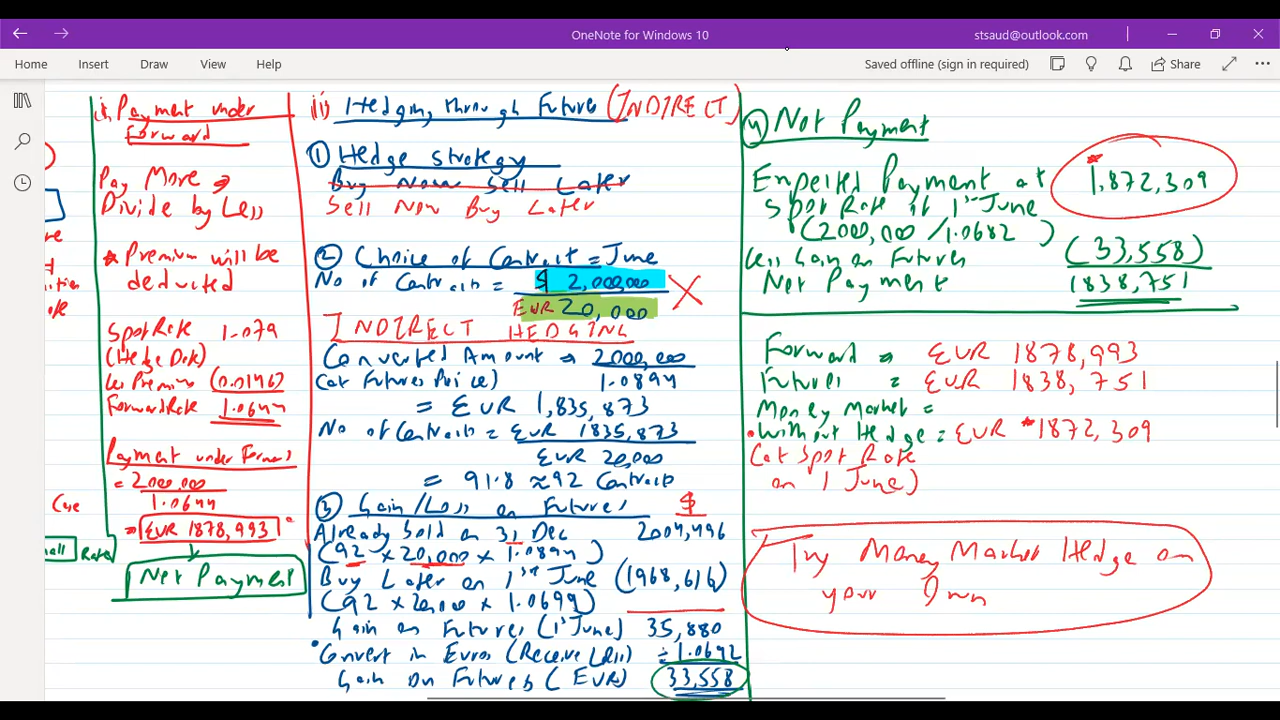 OneNote for Windows 10
stsaud@outlook.com
Home Insert Draw View Help
Saved offline (sign in required)
Share
ii, Payment under
Forward
Pay More →
Divide by Less
* Premium will be
deducted
Spot Rate 1.079
(Hedge Date)
Less Premium (0.0146)
Forward Rate 1.0644
Payment under Forward
= 2000,000
1.0644
= EUR 1878,993
Net Payment
Case
Rate
iii) Hedging through Future (INDIRECT)
① Hedge Strategy
Buy Now Sell Later
Sell Now Buy Later
② Choice of Contract = June
No of Contracts = $ 2,000,000
EUR 20,000
INDIRECT HEDGING
Converted Amount → 2000,000
(at Futures Price) 1.0894
= EUR 1,835,873
No of Contracts = EUR 1835,873
EUR 20,000
= 91.8 ≈ 92 Contracts
③ Gain/Loss on Futures $
Already Sold on 31 Dec 2004,496
(92 x 20,000 x 1.0894)
Buy Later on 1st June (1968,616)
(92 x 20,000 x 1.0699)
Gain on Futures (1st June) 35,880
Convert in Euros (Receive/Less) ÷ 1.0692
Gain on Futures (EUR) 33,558
④ Net Payment
Expected Payment at
Spot Rate of 1st June
(2000,000 / 1.0682)
* 1,872,309
Less Gain on Futures (33,558)
Net Payment 1838,751
Forward → EUR 1878,993
Futures = EUR 1838,751
Money Market =
• Without Hedge = EUR * 1872,309
(at Spot Rate
on 1 June)
Try Money Market Hedge on
your Own